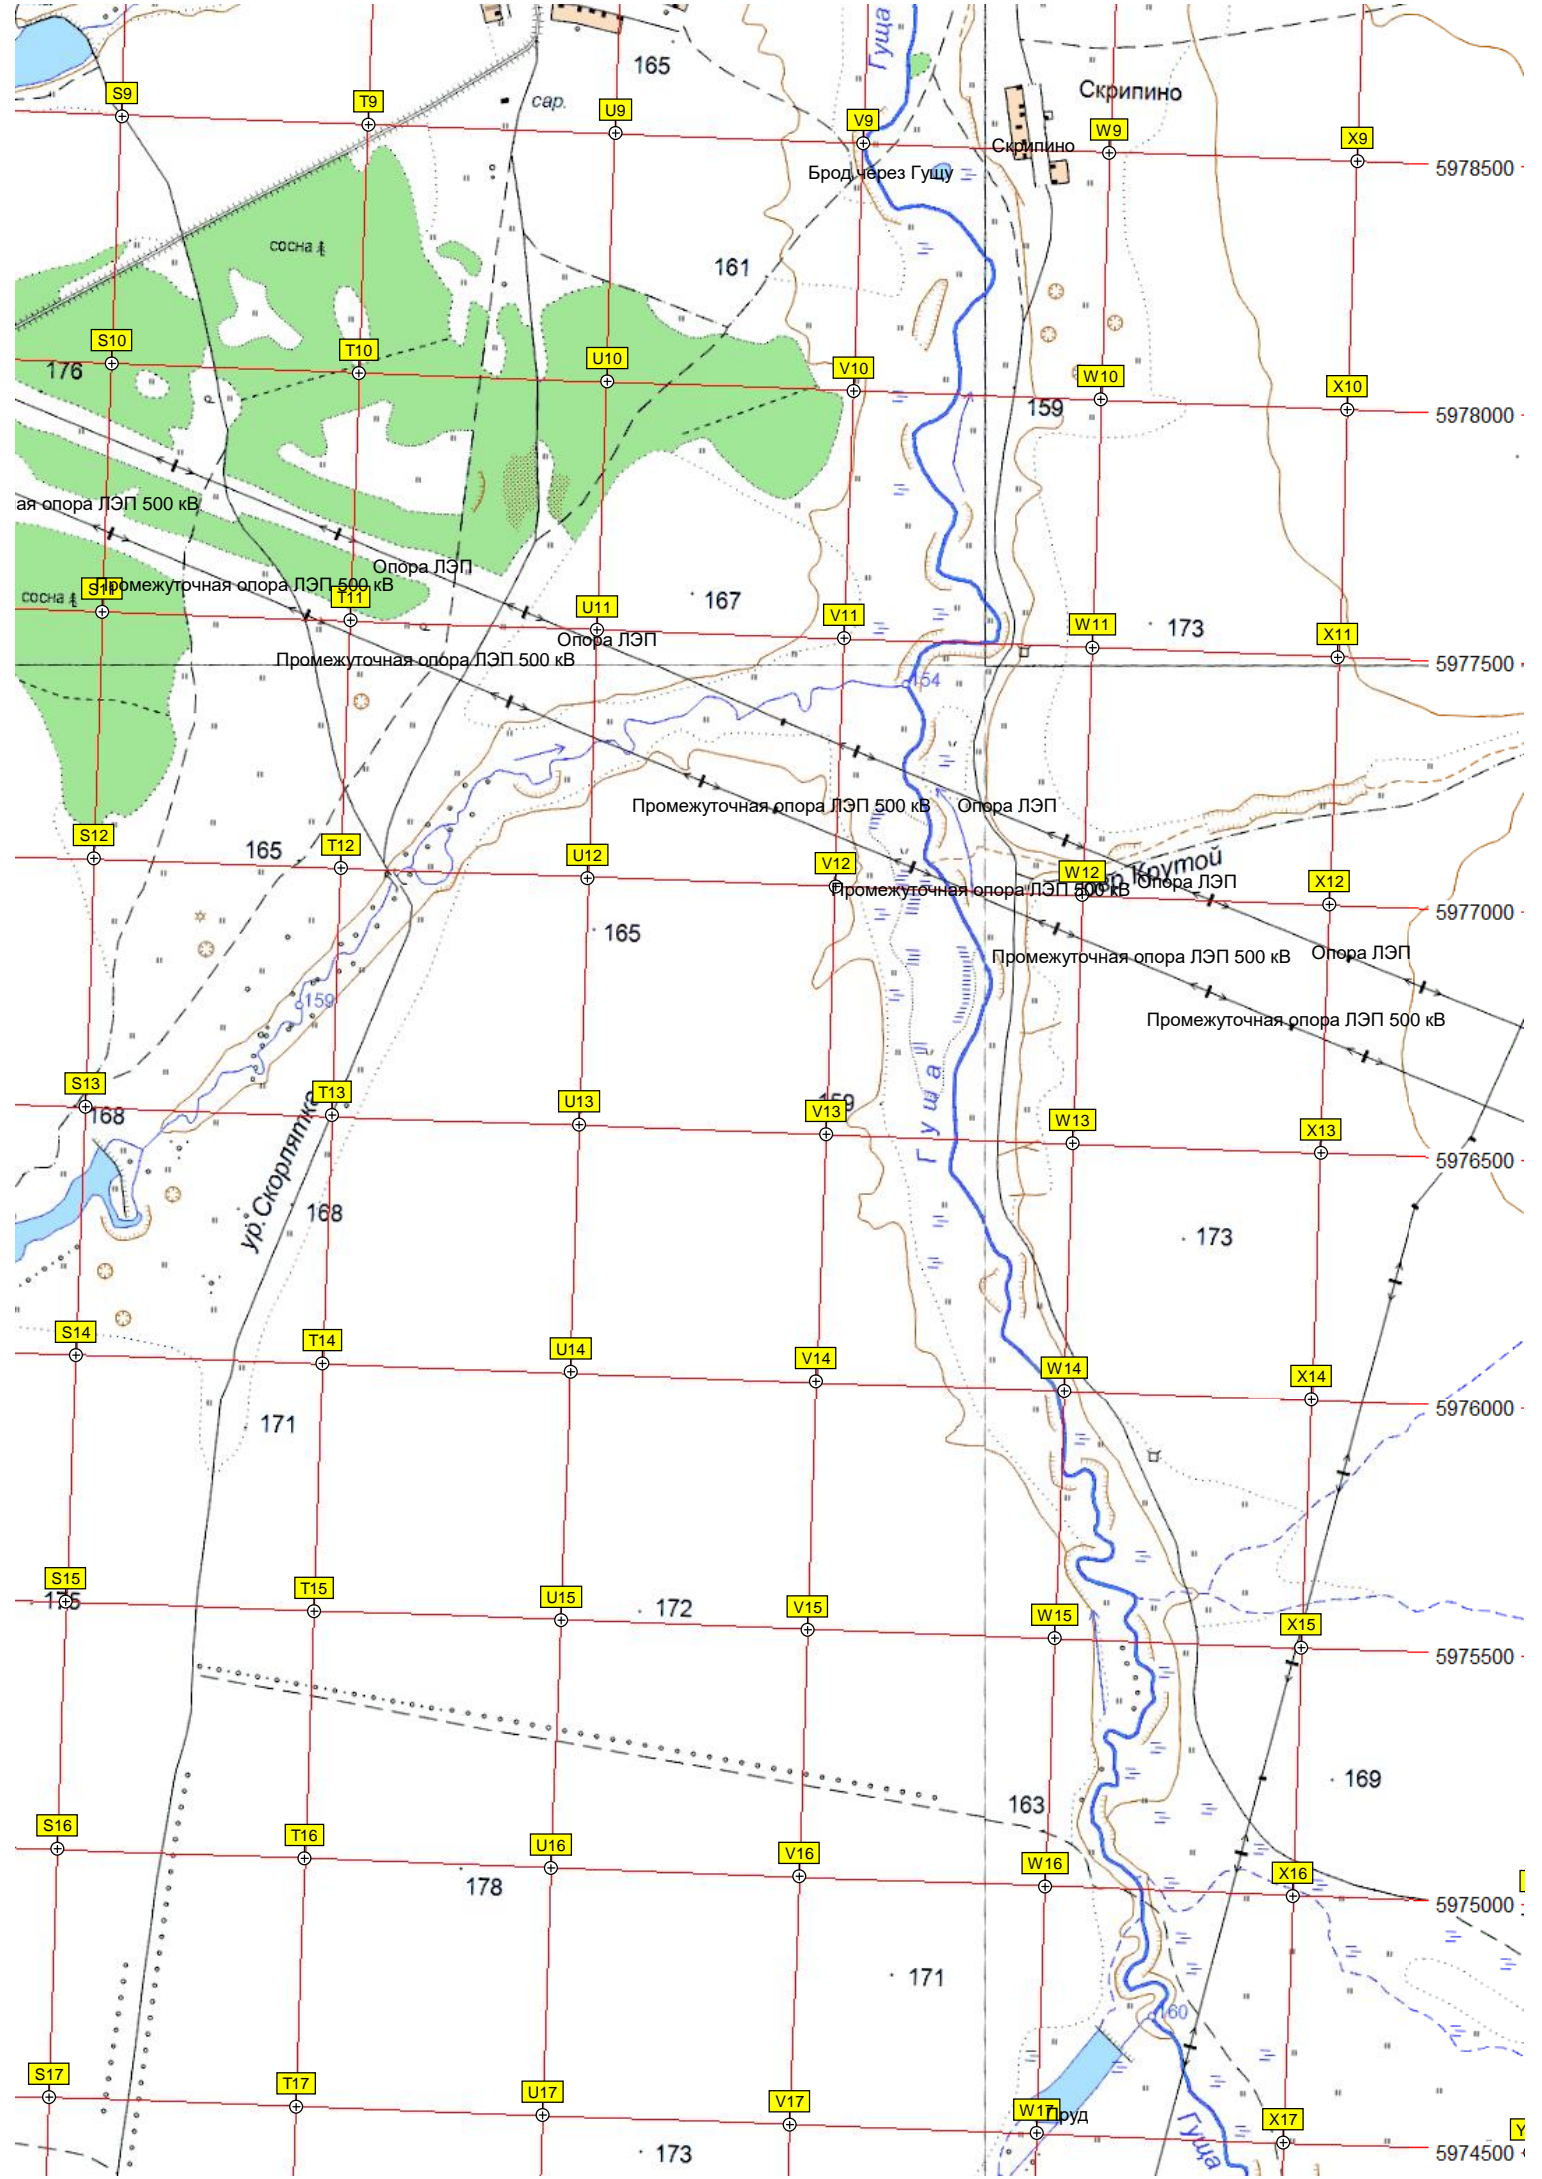 Гуща
165
Скрипино
S9
T9
сар.
U9
V9
W9
Скрипино
X9
5978500
Брод через Гущу
сосна
161
S10
T10
U10
V10
W10
X10
176
159
5978000
ая опора ЛЭП 500 кВ
Опора ЛЭП
сосна
S11
Промежуточная опора ЛЭП 500 кВ
T11
167
U11
V11
W11
173
X11
Опора ЛЭП
Промежуточная опора ЛЭП 500 кВ
5977500
154
Промежуточная опора ЛЭП 500 кВ
Опора ЛЭП
S12
165
T12
U12
V12
W12
Крутой
X12
Промежуточная опора ЛЭП 500 кВ
Опора ЛЭП
5977000
165
Промежуточная опора ЛЭП 500 кВ
Опора ЛЭП
159
Промежуточная опора ЛЭП 500 кВ
S13
168
T13
U13
159
V13
Гуща
W13
X13
5976500
ур.Скорлятка
168
173
S14
T14
U14
V14
W14
X14
5976000
171
S15
175
T15
U15
172
V15
W15
X15
5975500
169
163
S16
T16
U16
V16
W16
X16
178
5975000
171
160
S17
T17
U17
V17
W17
Пруд
X17
Y
Гуща
173
5974500